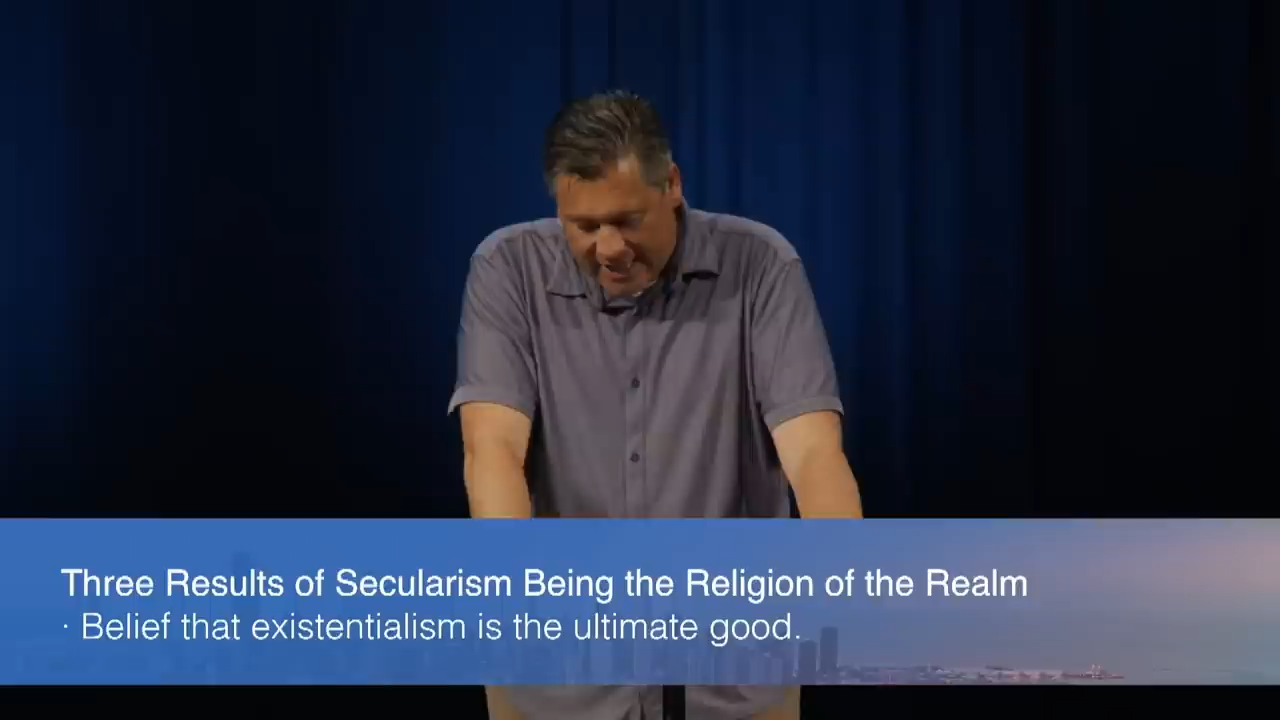 Three Results of Secularism Being the Religion of the Realm
· Belief that existentialism is the ultimate good.